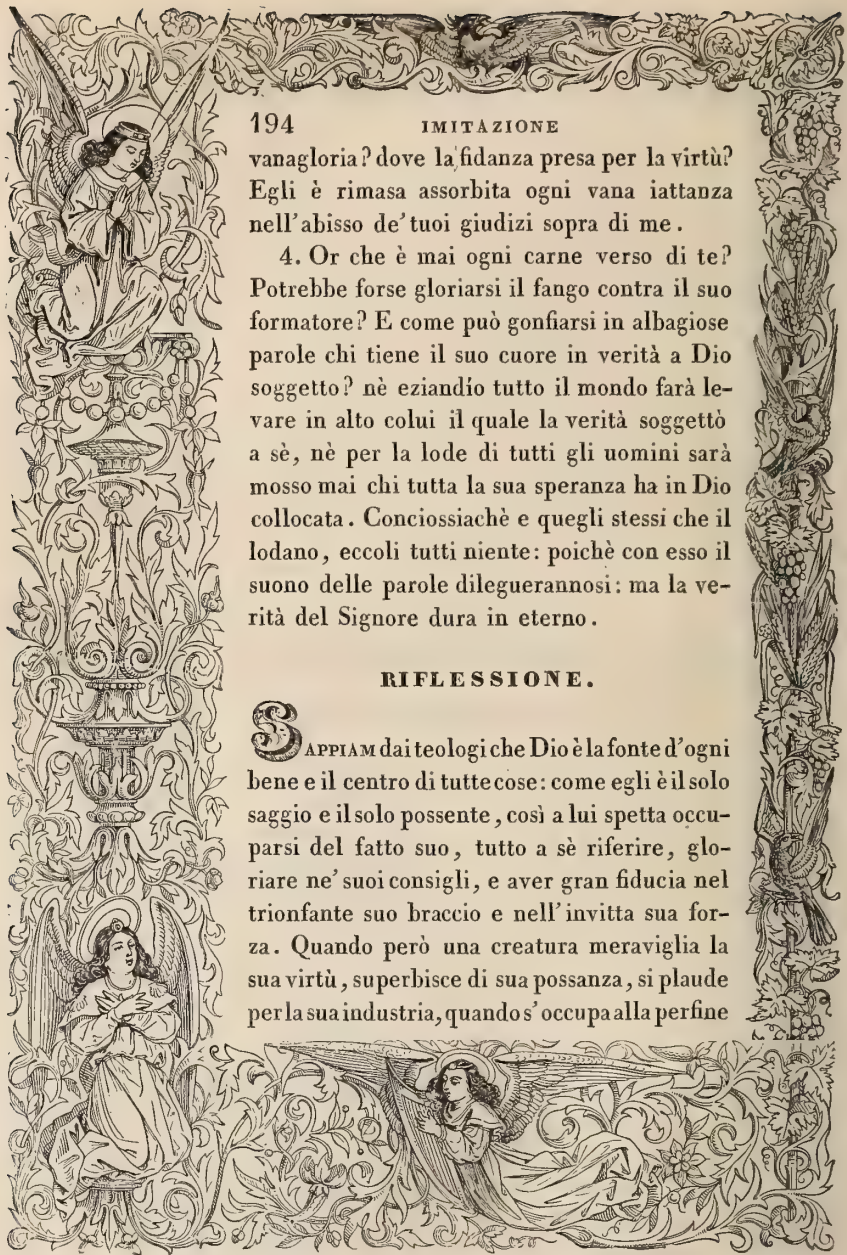 194 IMITAZIONE
vanagloria? dove la fidanza presa per la virtù?
Egli è rimasa assorbita ogni vana iattanza
nell'abisso de' tuoi giudizi sopra di me.
4. Or che è mai ogni carne verso di te?
Potrebbe forse gloriarsi il fango contra il suo
formatore? E come può gonfiarsi in albagiose
parole chi tiene il suo cuore in verità a Dio
soggetto? nè eziandío tutto il mondo farà le-
vare in alto colui il quale la verità soggettò
a sè, nè per la lode di tutti gli uomini sarà
mosso mai chi tutta la sua speranza ha in Dio
collocata. Conciossiachè e quegli stessi che il
lodano, eccoli tutti niente: poichè con esso il
suono delle parole dileguerannosi: ma la ve-
rità del Signore dura in eterno.
RIFLESSIONE.
SAPPIAM dai teologi che Dio è la fonte d'ogni
bene e il centro di tutte cose: come egli è il solo
saggio e il solo possente, così a lui spetta occu-
parsi del fatto suo, tutto a sè riferire, glo-
riare ne' suoi consigli, e aver gran fiducia nel
trionfante suo braccio e nell'invitta sua for-
za. Quando però una creatura meraviglia la
sua virtù, superbisce di sua possanza, si plaude
per la sua industria, quando s'occupa alla perfine